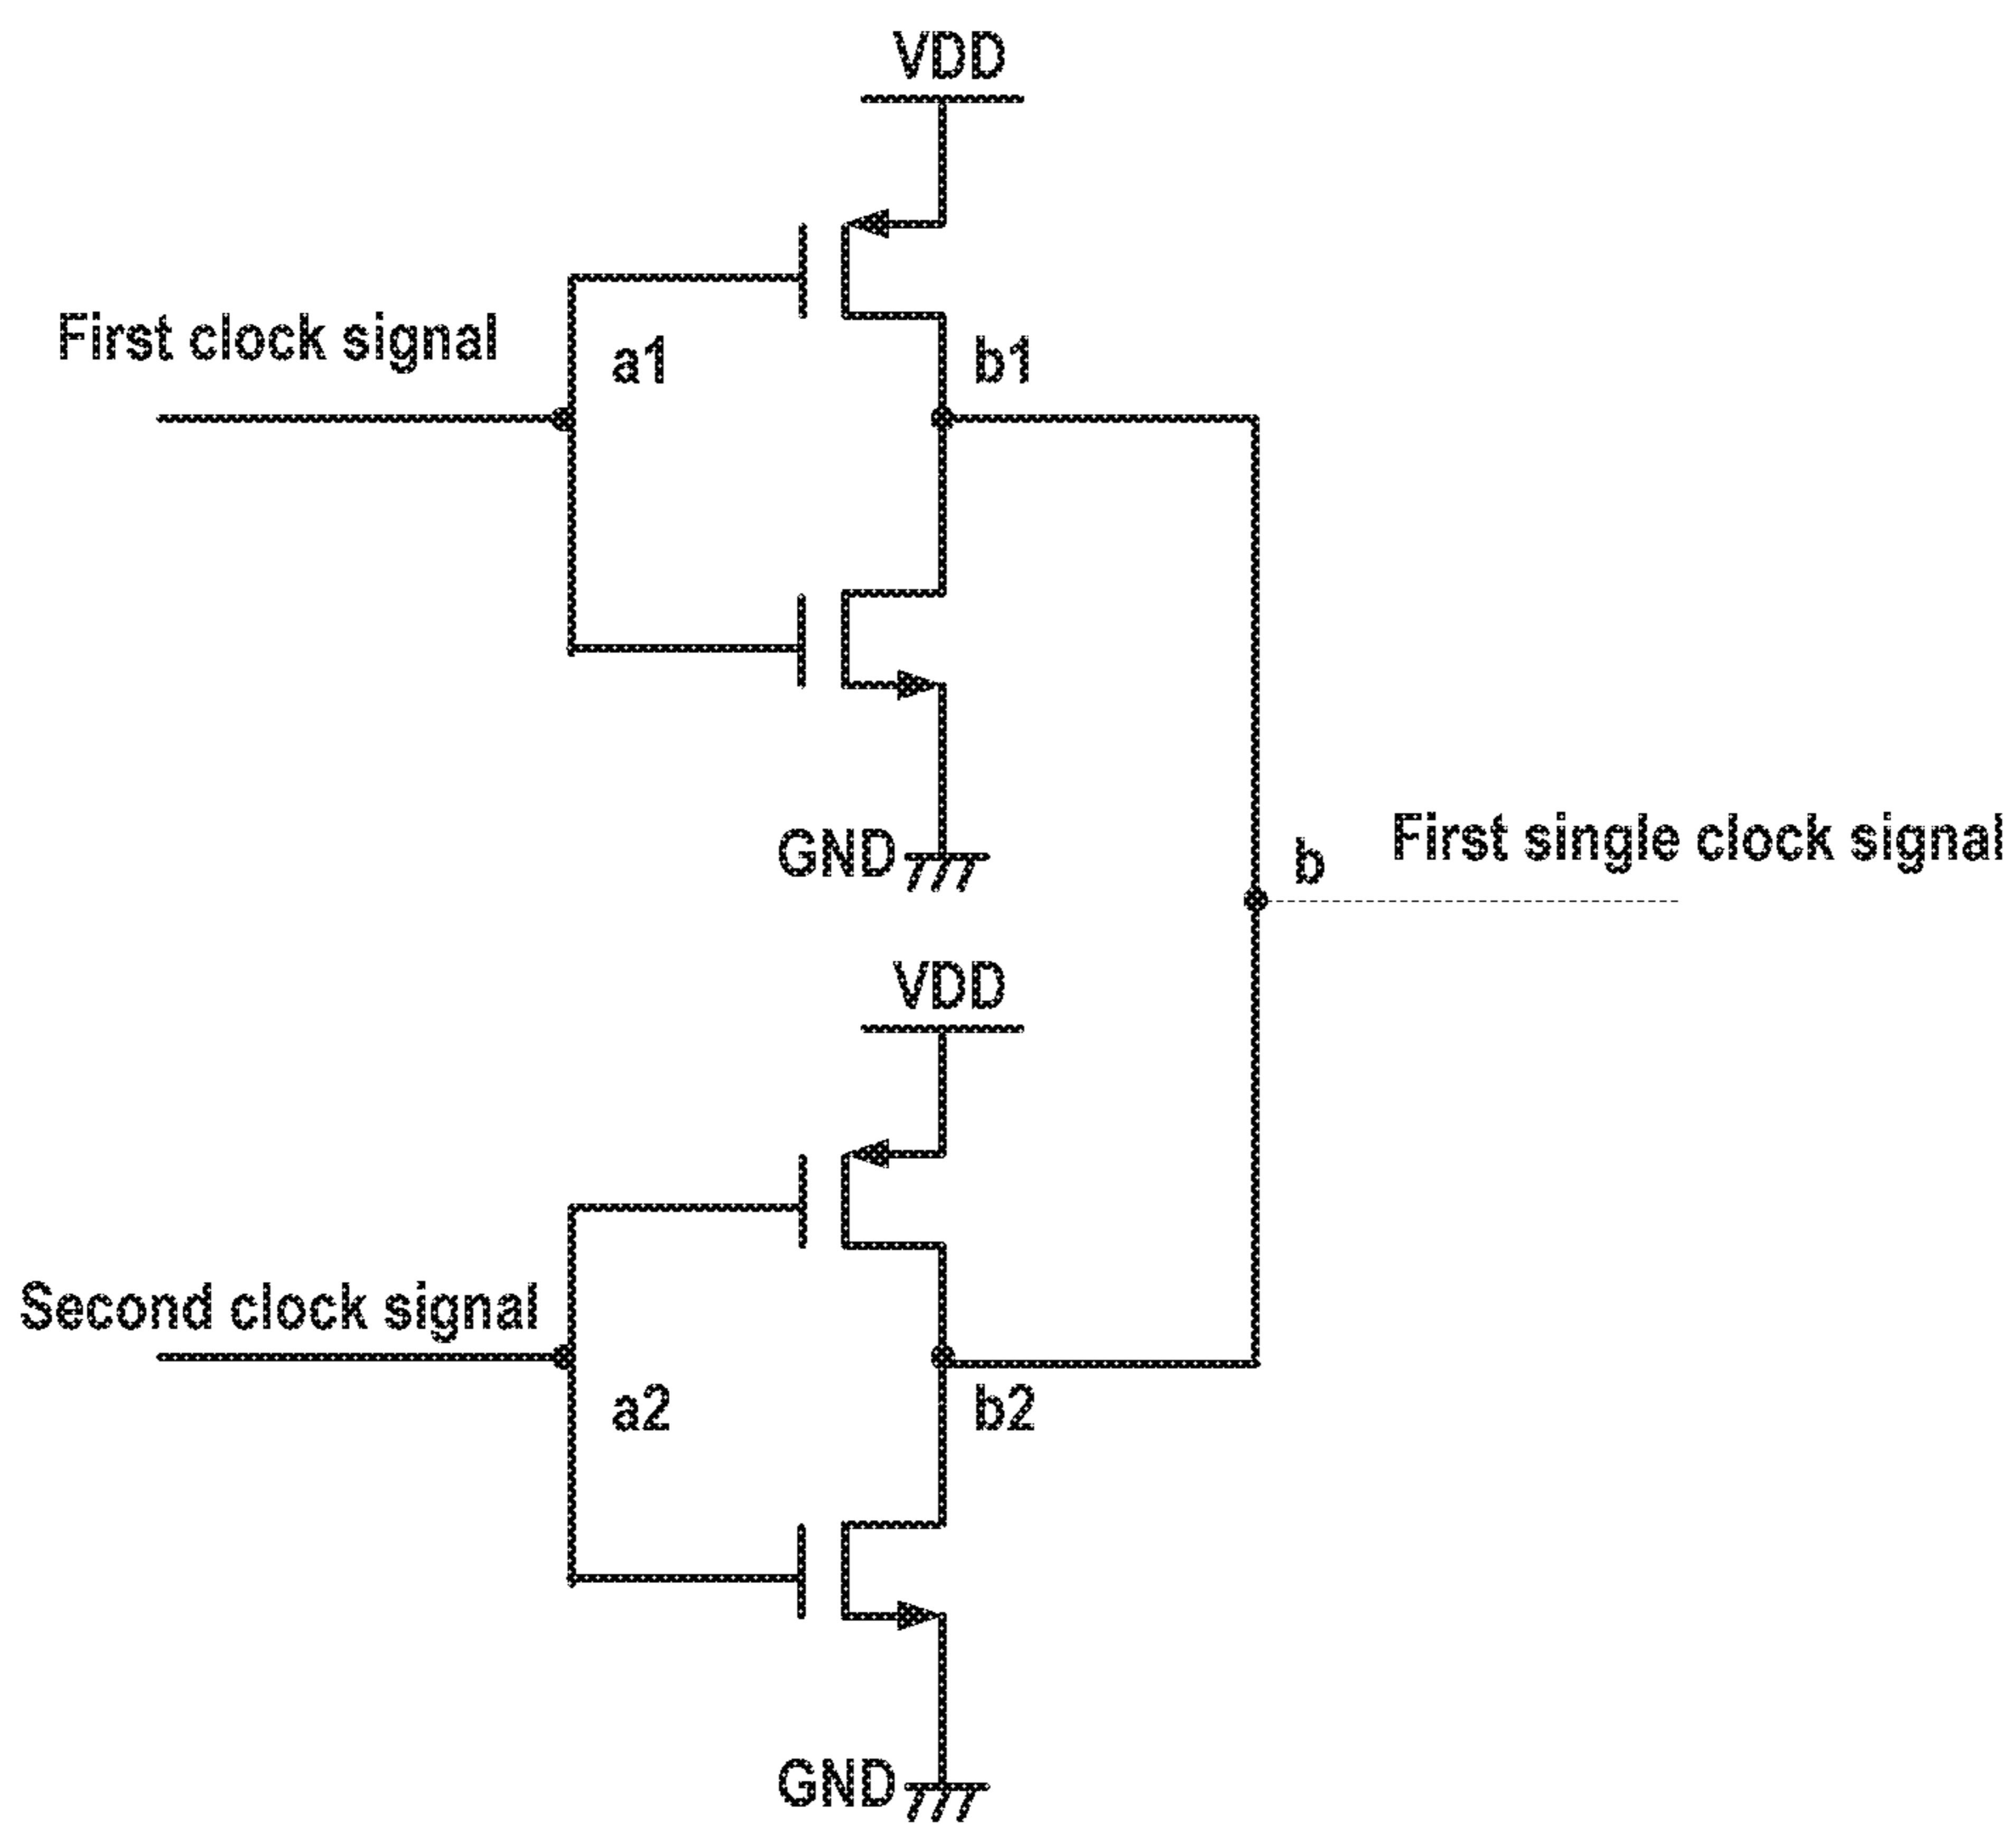 VDD
First clock signal
a1
b1
GND
b
First single clock signal
VDD
Second clock signal
a2
b2
GND